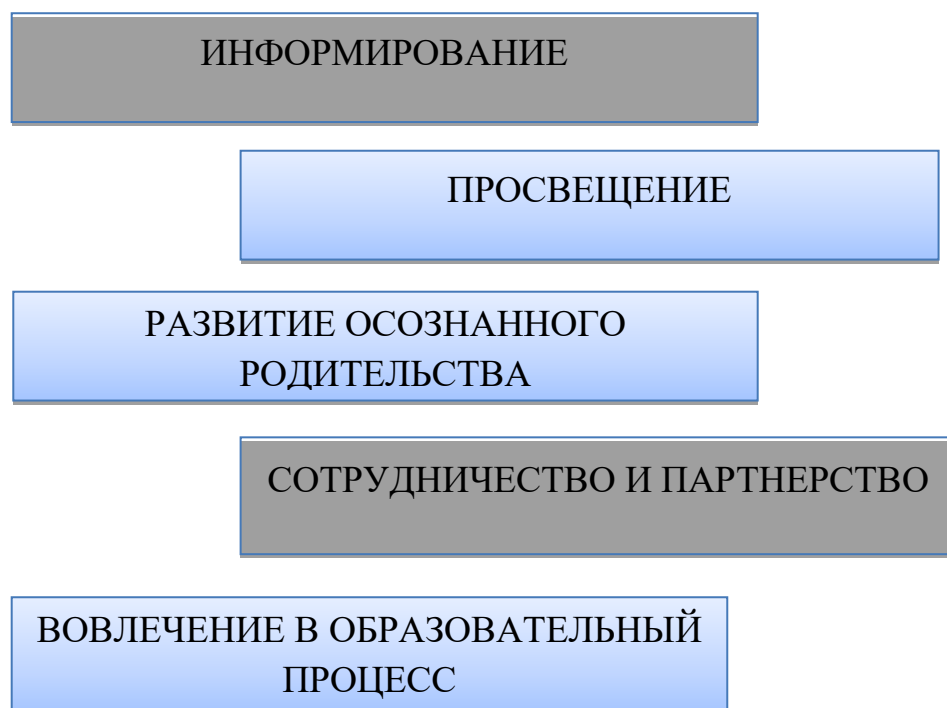 ИНФОРМИРОВАНИЕ
ПРОСВЕЩЕНИЕ
РАЗВИТИЕ ОСОЗНАННОГО
РОДИТЕЛЬСТВА
СОТРУДНИЧЕСТВО И ПАРТНЕРСТВО
ВОВЛЕЧЕНИЕ В ОБРАЗОВАТЕЛЬНЫЙ
ПРОЦЕСС